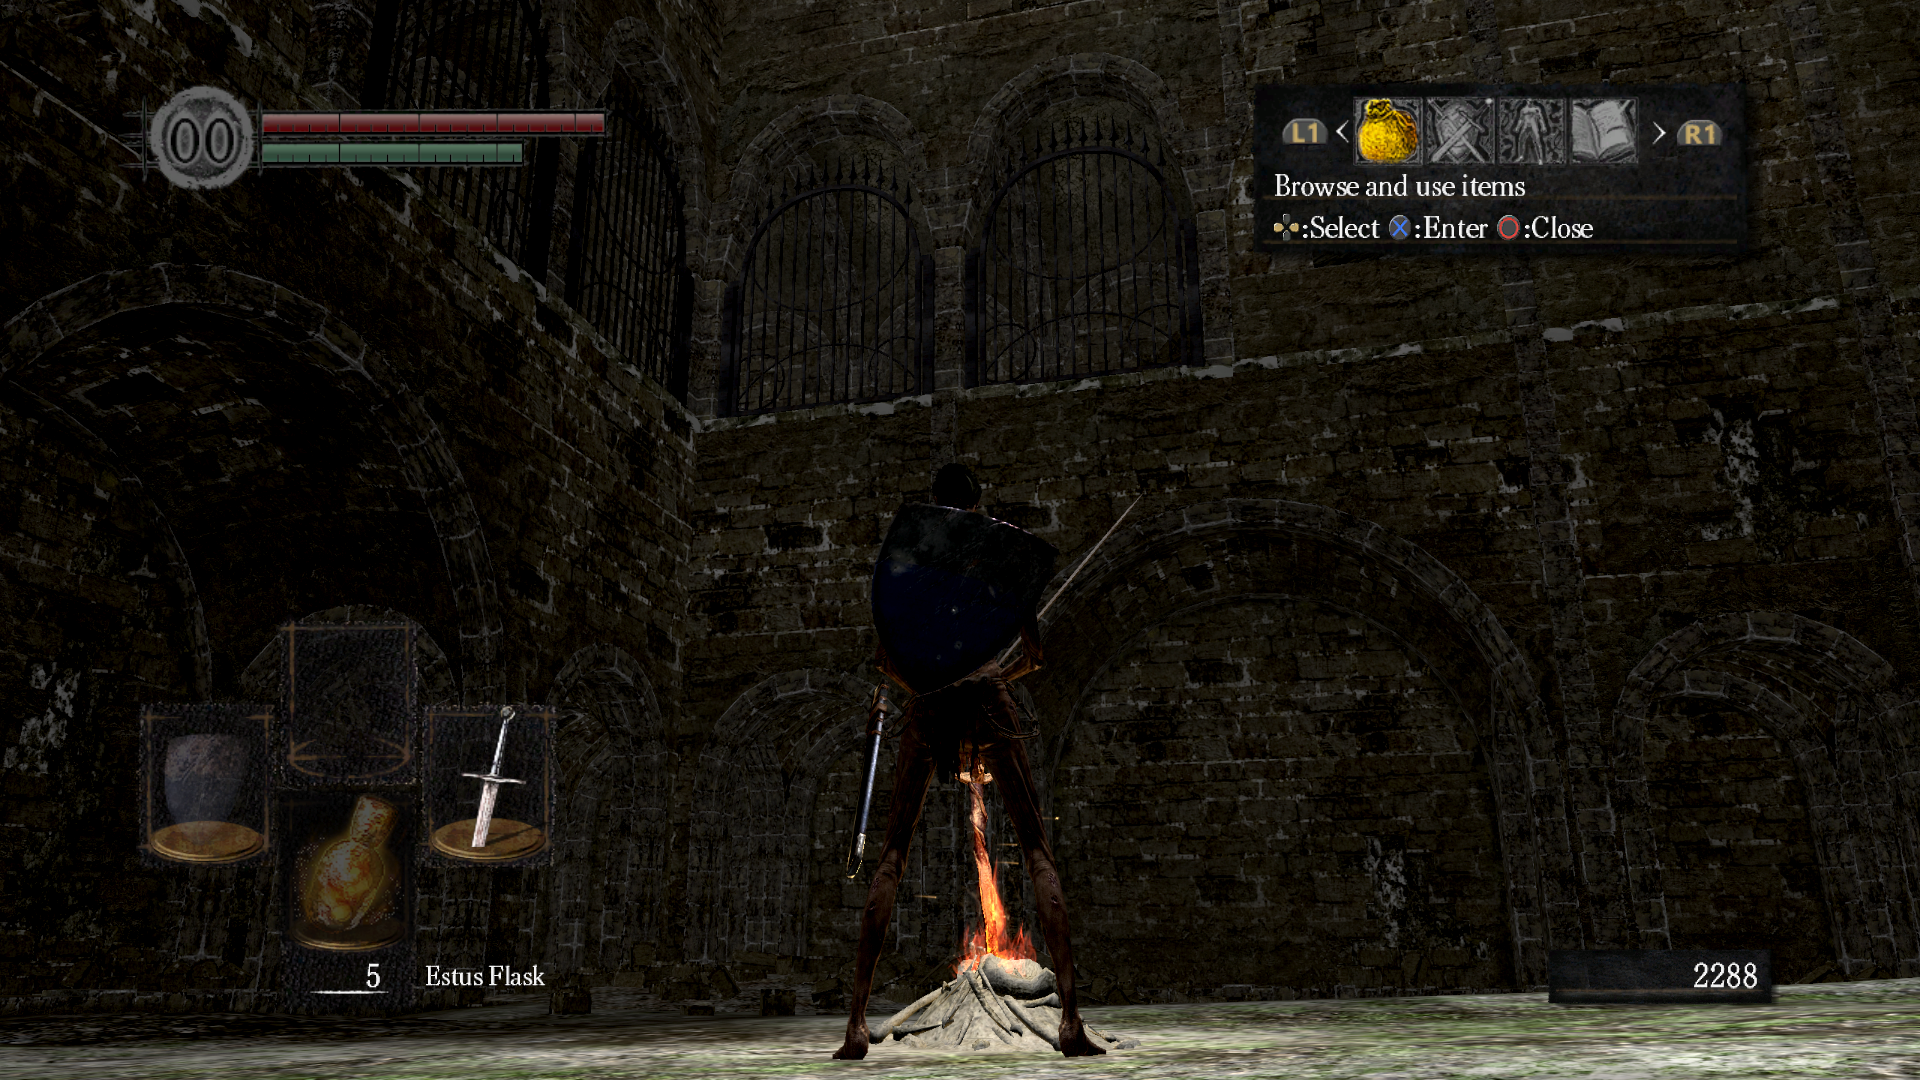 00
L1
R1
Browse and use items
:Select :Enter :Close
5
Estus Flask
2288